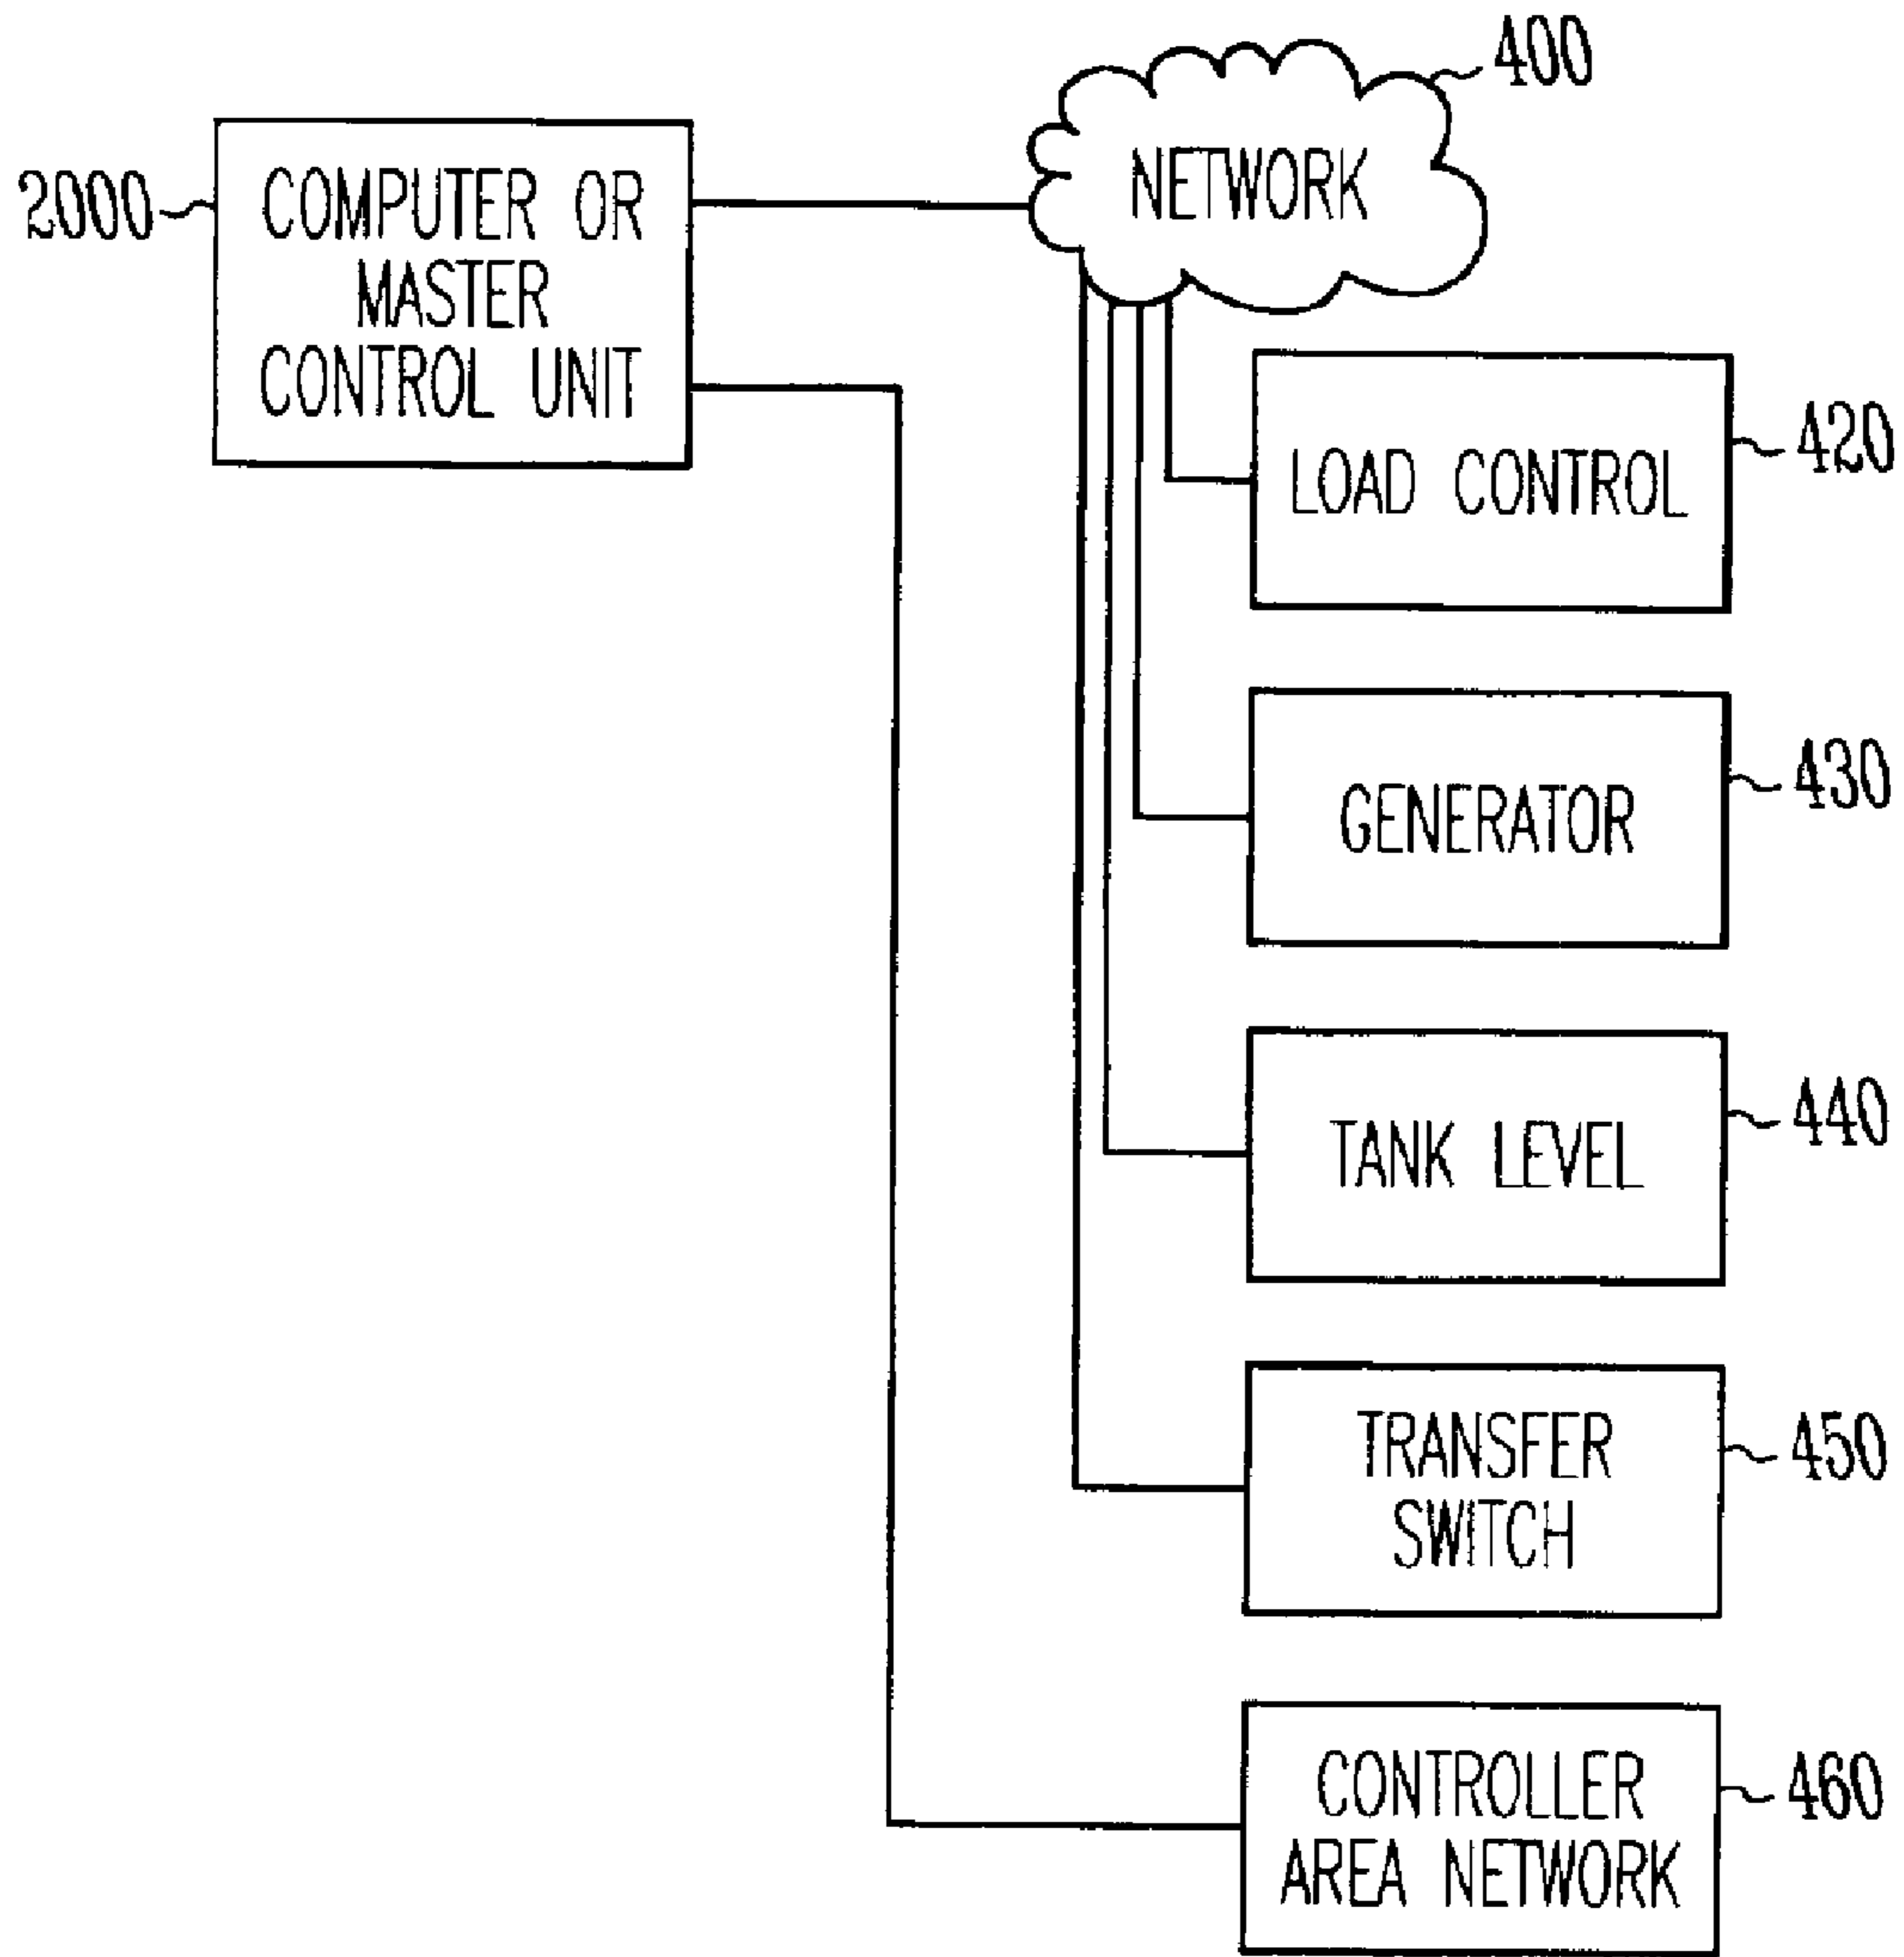 400
NETWORK
2000
COMPUTER OR
MASTER
CONTROL UNIT
420
LOAD CONTROL
430
GENERATOR
440
TANK LEVEL
450
TRANSFER
SWITCH
460
CONTROLLER
AREA NETWORK